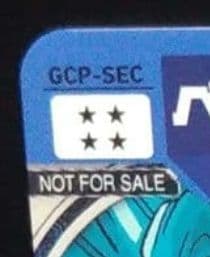 GCP-SEC
★ ★
★ ★
NOT FOR SALE